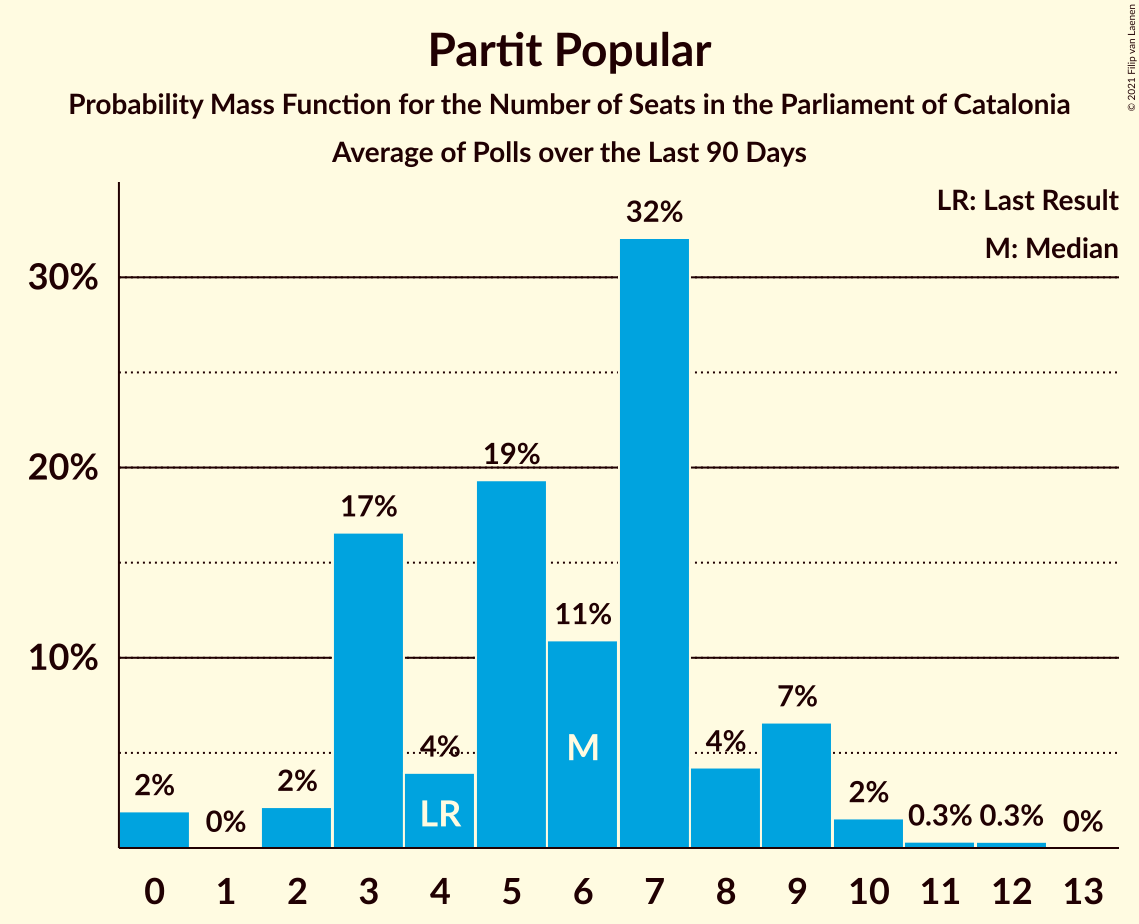 Partit Popular
Probability Mass Function for the Number of Seats in the Parliament of Catalonia
Average of Polls over the Last 90 Days
© 2021 Filip van Laenen
LR: Last Result
M: Median
30%
20%
10%
2%
0%
2%
17%
4%
19%
11%
32%
4%
7%
2%
0.3%
0.3%
0%
LR
M
0 1 2 3 4 5 6 7 8 9 10 11 12 13